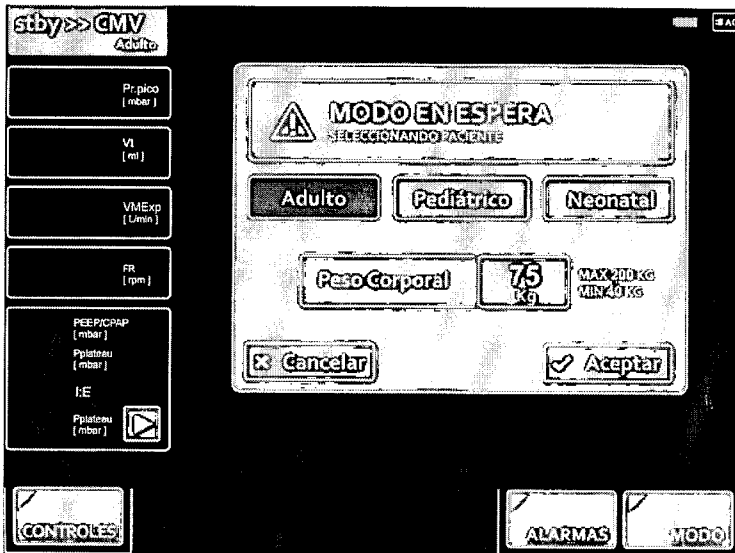 stby >> CMV
Adulto
Pr.pico
[ mbar ]
Vt
[ ml ]
VMExp
[ L/min ]
FR
[ rpm ]
PEEP/CPAP
[ mbar ]
Pplateau
[ mbar ]
I:E
Pplateau
[ mbar ]
CONTROLES
MODO EN ESPERA
SELECCIONANDO PACIENTE
Adulto
Pediátrico
Neonatal
Peso Corporal
75
Kg
MAX 200 KG
MIN 40 KG
Cancelar
Aceptar
ALARMAS
MODO